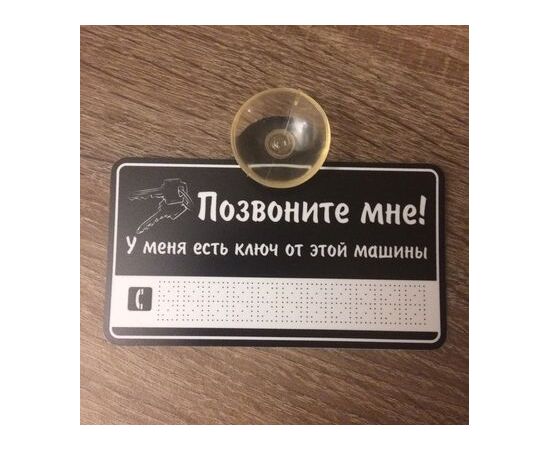 Позвоните мне!
У меня есть ключ от этой машины